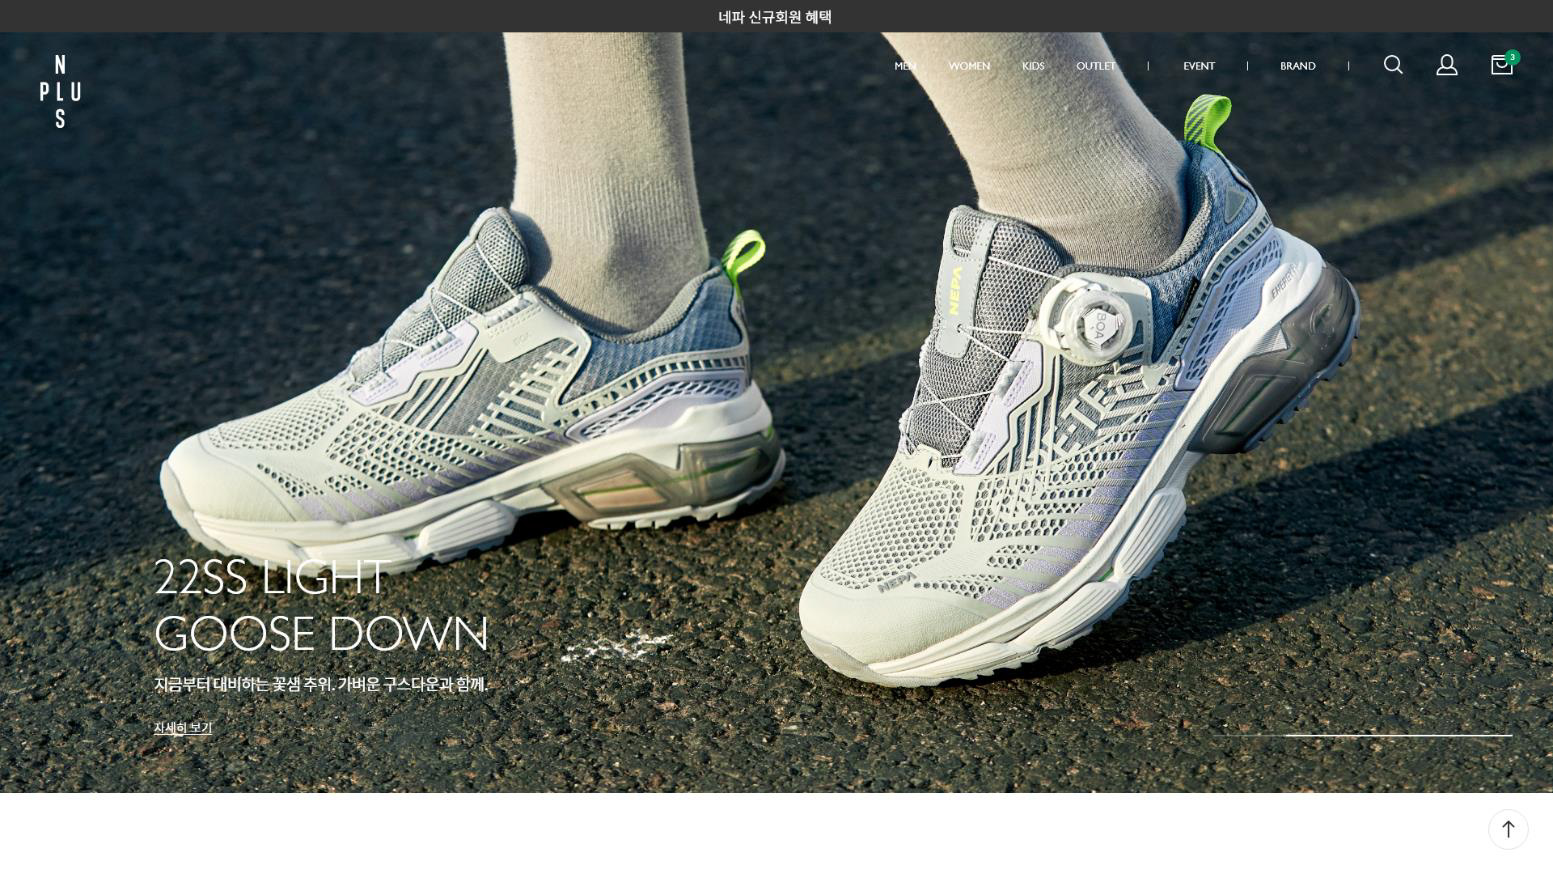 네파 신규회원 혜택
N
PLU
S
MEN
WOMEN
KIDS
OUTLET
EVENT
BRAND
3
NEPA
BOA
BOA
ENERGY
NEPA
22SS LIGHT
GOOSE DOWN
지금부터 대비하는 꽃샘 추위. 가벼운 구스다운과 함께.
자세히 보기